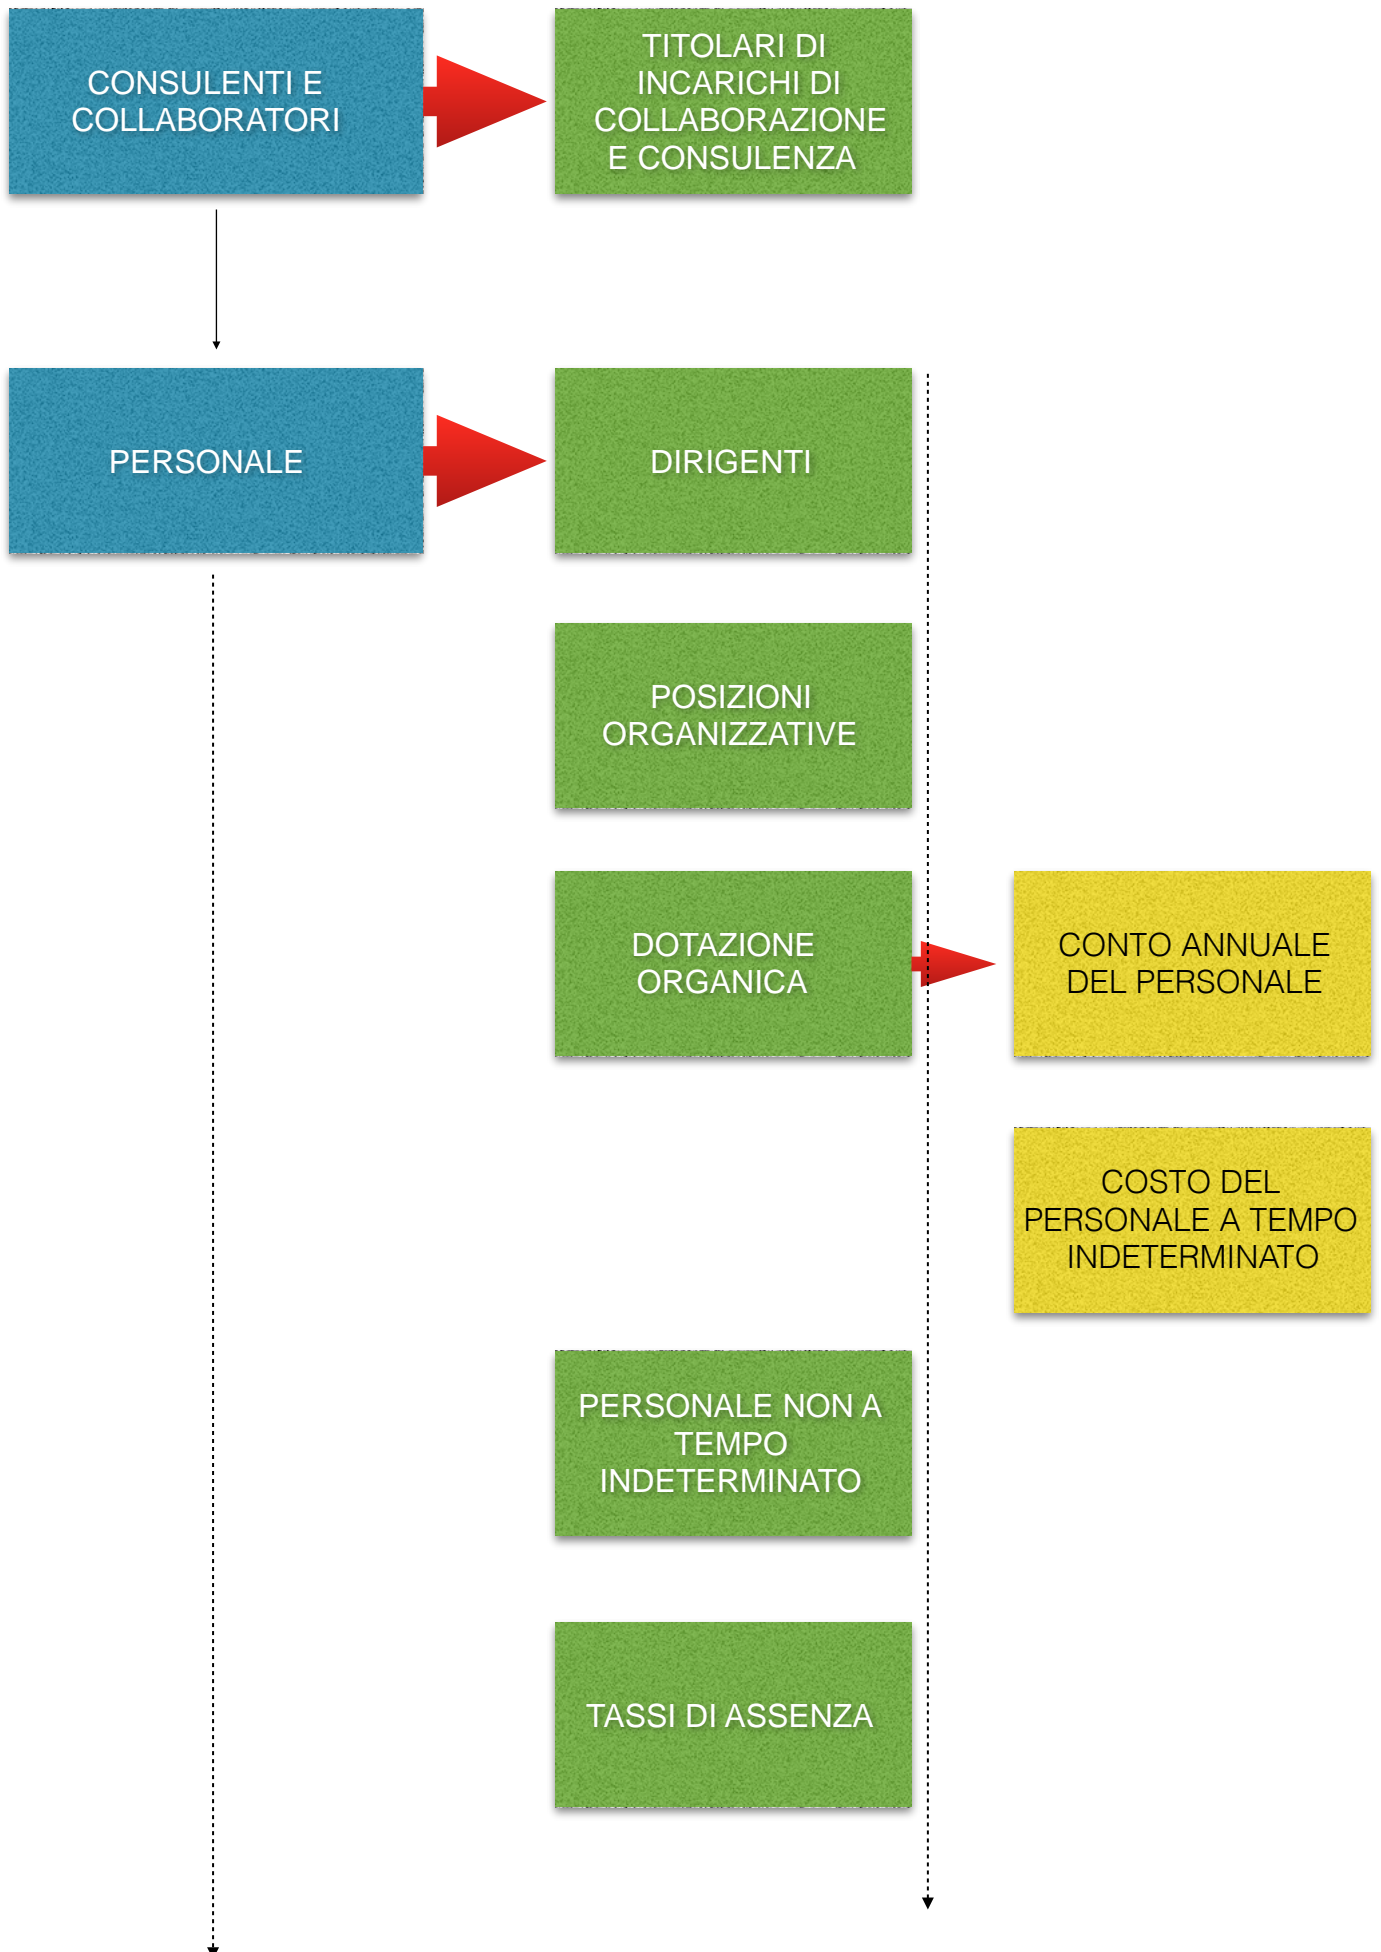 CONSULENTI E
COLLABORATORI
TITOLARI DI
INCARICHI DI
COLLABORAZIONE
E CONSULENZA
PERSONALE
DIRIGENTI
POSIZIONI
ORGANIZZATIVE
DOTAZIONE
ORGANICA
CONTO ANNUALE
DEL PERSONALE
COSTO DEL
PERSONALE A TEMPO
INDETERMINATO
PERSONALE NON A
TEMPO
INDETERMINATO
TASSI DI ASSENZA